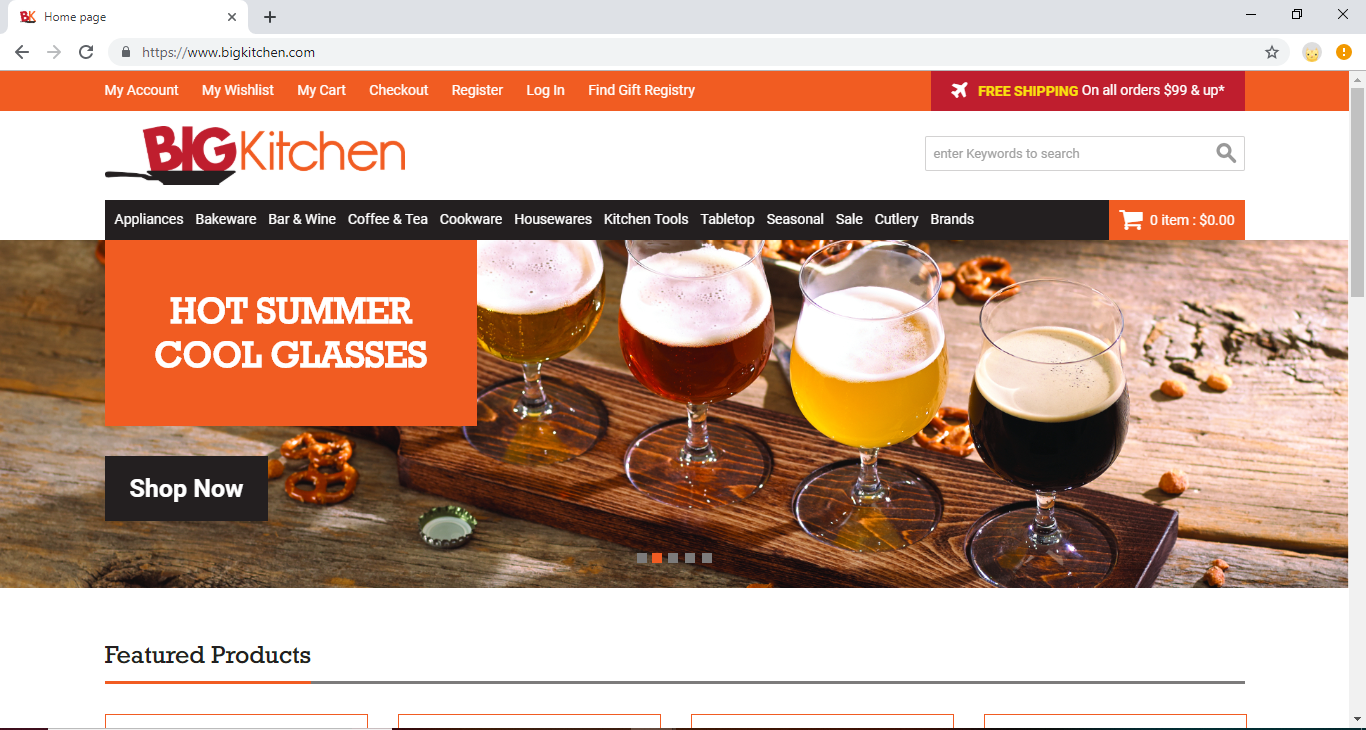 BK Home page
https://www.bigkitchen.com
My Account My Wishlist My Cart Checkout Register Log In Find Gift Registry FREE SHIPPING On all orders $99 & up*
BIG Kitchen
enter Keywords to search
Appliances Bakeware Bar & Wine Coffee & Tea Cookware Housewares Kitchen Tools Tabletop Seasonal Sale Cutlery Brands 0 item : $0.00
HOT SUMMER
COOL GLASSES
Shop Now
Featured Products